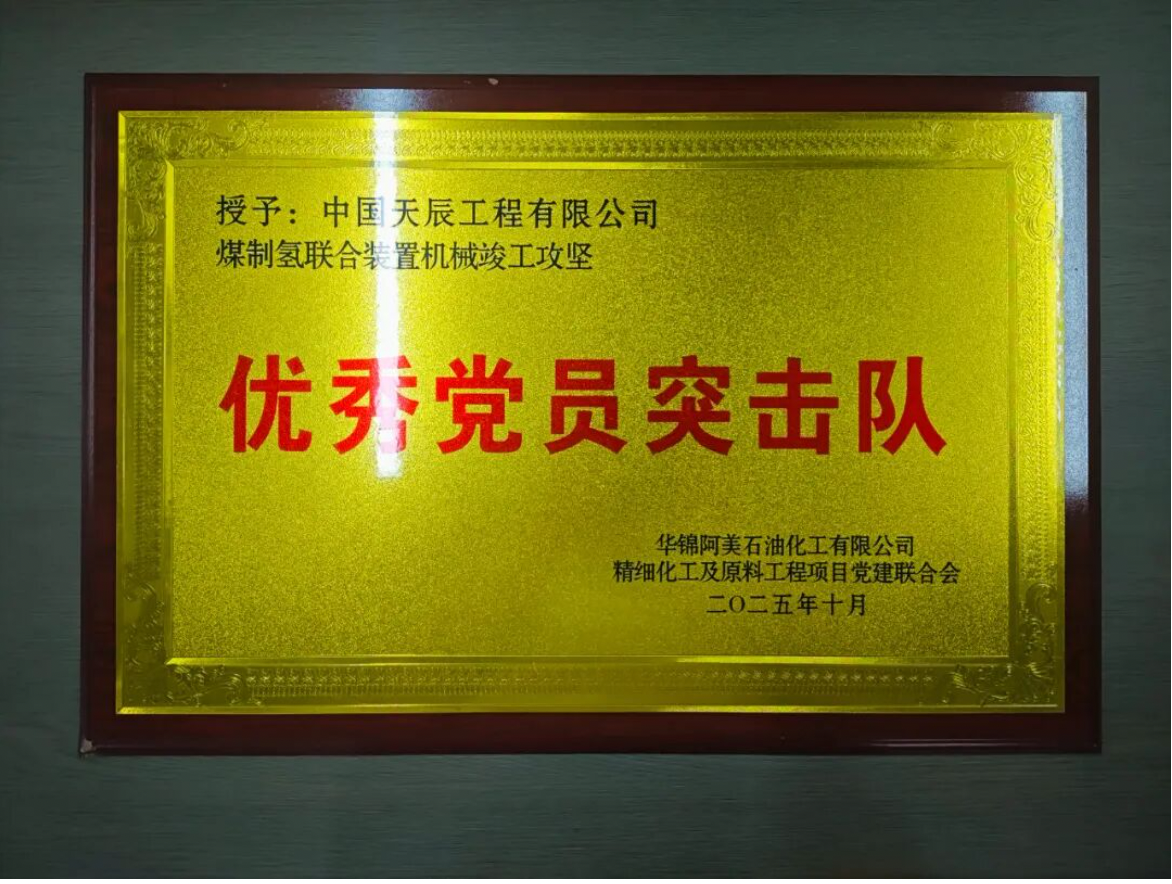 授予：中国天辰工程有限公司
煤制氢联合装置机械竣工攻坚
优秀党员突击队
华锦阿美石油化工有限公司
精细化工及原料工程项目党建联合会
二〇二五年十月